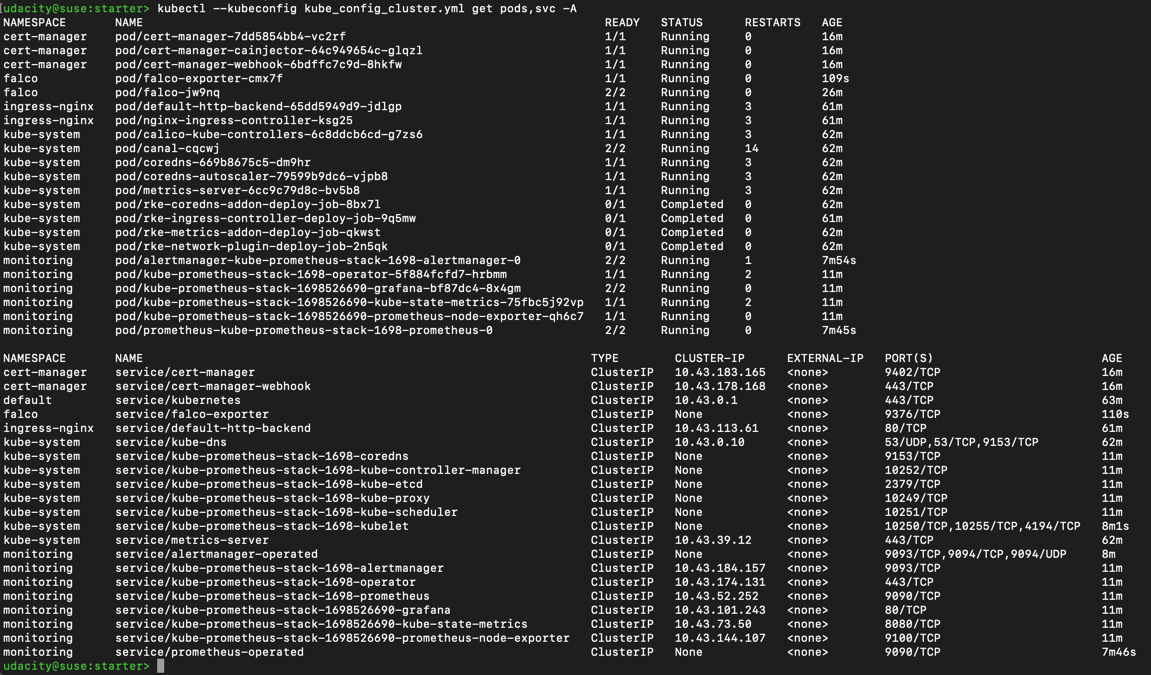 udacity@suse:starter> kubectl --kubeconfig kube_config_cluster.yml get pods,svc -A
NAMESPACE NAME READY STATUS RESTARTS AGE
cert-manager pod/cert-manager-7dd5854bb4-vc2rf 1/1 Running 0 16m
cert-manager pod/cert-manager-cainjector-64c949654c-glqzl 1/1 Running 0 16m
cert-manager pod/cert-manager-webhook-6bdffc7c9d-8hkfw 1/1 Running 0 16m
falco pod/falco-exporter-cmx7f 1/1 Running 0 109s
falco pod/falco-jw9nq 2/2 Running 0 26m
ingress-nginx pod/default-http-backend-65dd5949d9-jdlgp 1/1 Running 3 61m
ingress-nginx pod/nginx-ingress-controller-ksg25 1/1 Running 3 61m
kube-system pod/calico-kube-controllers-6c8ddcb6cd-g7zs6 1/1 Running 3 62m
kube-system pod/canal-cqcwj 2/2 Running 14 62m
kube-system pod/coredns-669b8675c5-dm9hr 1/1 Running 3 62m
kube-system pod/coredns-autoscaler-79599b9dc6-vjpb8 1/1 Running 3 62m
kube-system pod/metrics-server-6cc9c79d8c-bv5b8 1/1 Running 3 62m
kube-system pod/rke-coredns-addon-deploy-job-8bx7l 0/1 Completed 0 62m
kube-system pod/rke-ingress-controller-deploy-job-9q5mw 0/1 Completed 0 61m
kube-system pod/rke-metrics-addon-deploy-job-qkwst 0/1 Completed 0 62m
kube-system pod/rke-network-plugin-deploy-job-2n5qk 0/1 Completed 0 62m
monitoring pod/alertmanager-kube-prometheus-stack-1698-alertmanager-0 2/2 Running 1 7m54s
monitoring pod/kube-prometheus-stack-1698-operator-5f884fcfd7-hrbmm 1/1 Running 2 11m
monitoring pod/kube-prometheus-stack-1698526690-grafana-bf87dc4-8x4gm 2/2 Running 0 11m
monitoring pod/kube-prometheus-stack-1698526690-kube-state-metrics-75fbc5j92vp 1/1 Running 2 11m
monitoring pod/kube-prometheus-stack-1698526690-prometheus-node-exporter-qh6c7 1/1 Running 0 11m
monitoring pod/prometheus-kube-prometheus-stack-1698-prometheus-0 2/2 Running 0 7m45s
NAMESPACE NAME TYPE CLUSTER-IP EXTERNAL-IP PORT(S) AGE
cert-manager service/cert-manager ClusterIP 10.43.183.165 <none> 9402/TCP 16m
cert-manager service/cert-manager-webhook ClusterIP 10.43.178.168 <none> 443/TCP 16m
default service/kubernetes ClusterIP 10.43.0.1 <none> 443/TCP 63m
falco service/falco-exporter ClusterIP None <none> 9376/TCP 110s
ingress-nginx service/default-http-backend ClusterIP 10.43.113.61 <none> 80/TCP 61m
kube-system service/kube-dns ClusterIP 10.43.0.10 <none> 53/UDP,53/TCP,9153/TCP 62m
kube-system service/kube-prometheus-stack-1698-coredns ClusterIP None <none> 9153/TCP 11m
kube-system service/kube-prometheus-stack-1698-kube-controller-manager ClusterIP None <none> 10252/TCP 11m
kube-system service/kube-prometheus-stack-1698-kube-etcd ClusterIP None <none> 2379/TCP 11m
kube-system service/kube-prometheus-stack-1698-kube-proxy ClusterIP None <none> 10249/TCP 11m
kube-system service/kube-prometheus-stack-1698-kube-scheduler ClusterIP None <none> 10251/TCP 11m
kube-system service/kube-prometheus-stack-1698-kubelet ClusterIP None <none> 10250/TCP,10255/TCP,4194/TCP 8m1s
kube-system service/metrics-server ClusterIP 10.43.39.12 <none> 443/TCP 62m
monitoring service/alertmanager-operated ClusterIP None <none> 9093/TCP,9094/TCP,9094/UDP 8m
monitoring service/kube-prometheus-stack-1698-alertmanager ClusterIP 10.43.184.157 <none> 9093/TCP 11m
monitoring service/kube-prometheus-stack-1698-operator ClusterIP 10.43.174.131 <none> 443/TCP 11m
monitoring service/kube-prometheus-stack-1698-prometheus ClusterIP 10.43.52.252 <none> 9090/TCP 11m
monitoring service/kube-prometheus-stack-1698526690-grafana ClusterIP 10.43.101.243 <none> 80/TCP 11m
monitoring service/kube-prometheus-stack-1698526690-kube-state-metrics ClusterIP 10.43.73.50 <none> 8080/TCP 11m
monitoring service/kube-prometheus-stack-1698526690-prometheus-node-exporter ClusterIP 10.43.144.107 <none> 9100/TCP 11m
monitoring service/prometheus-operated ClusterIP None <none> 9090/TCP 7m46s
udacity@suse:starter>